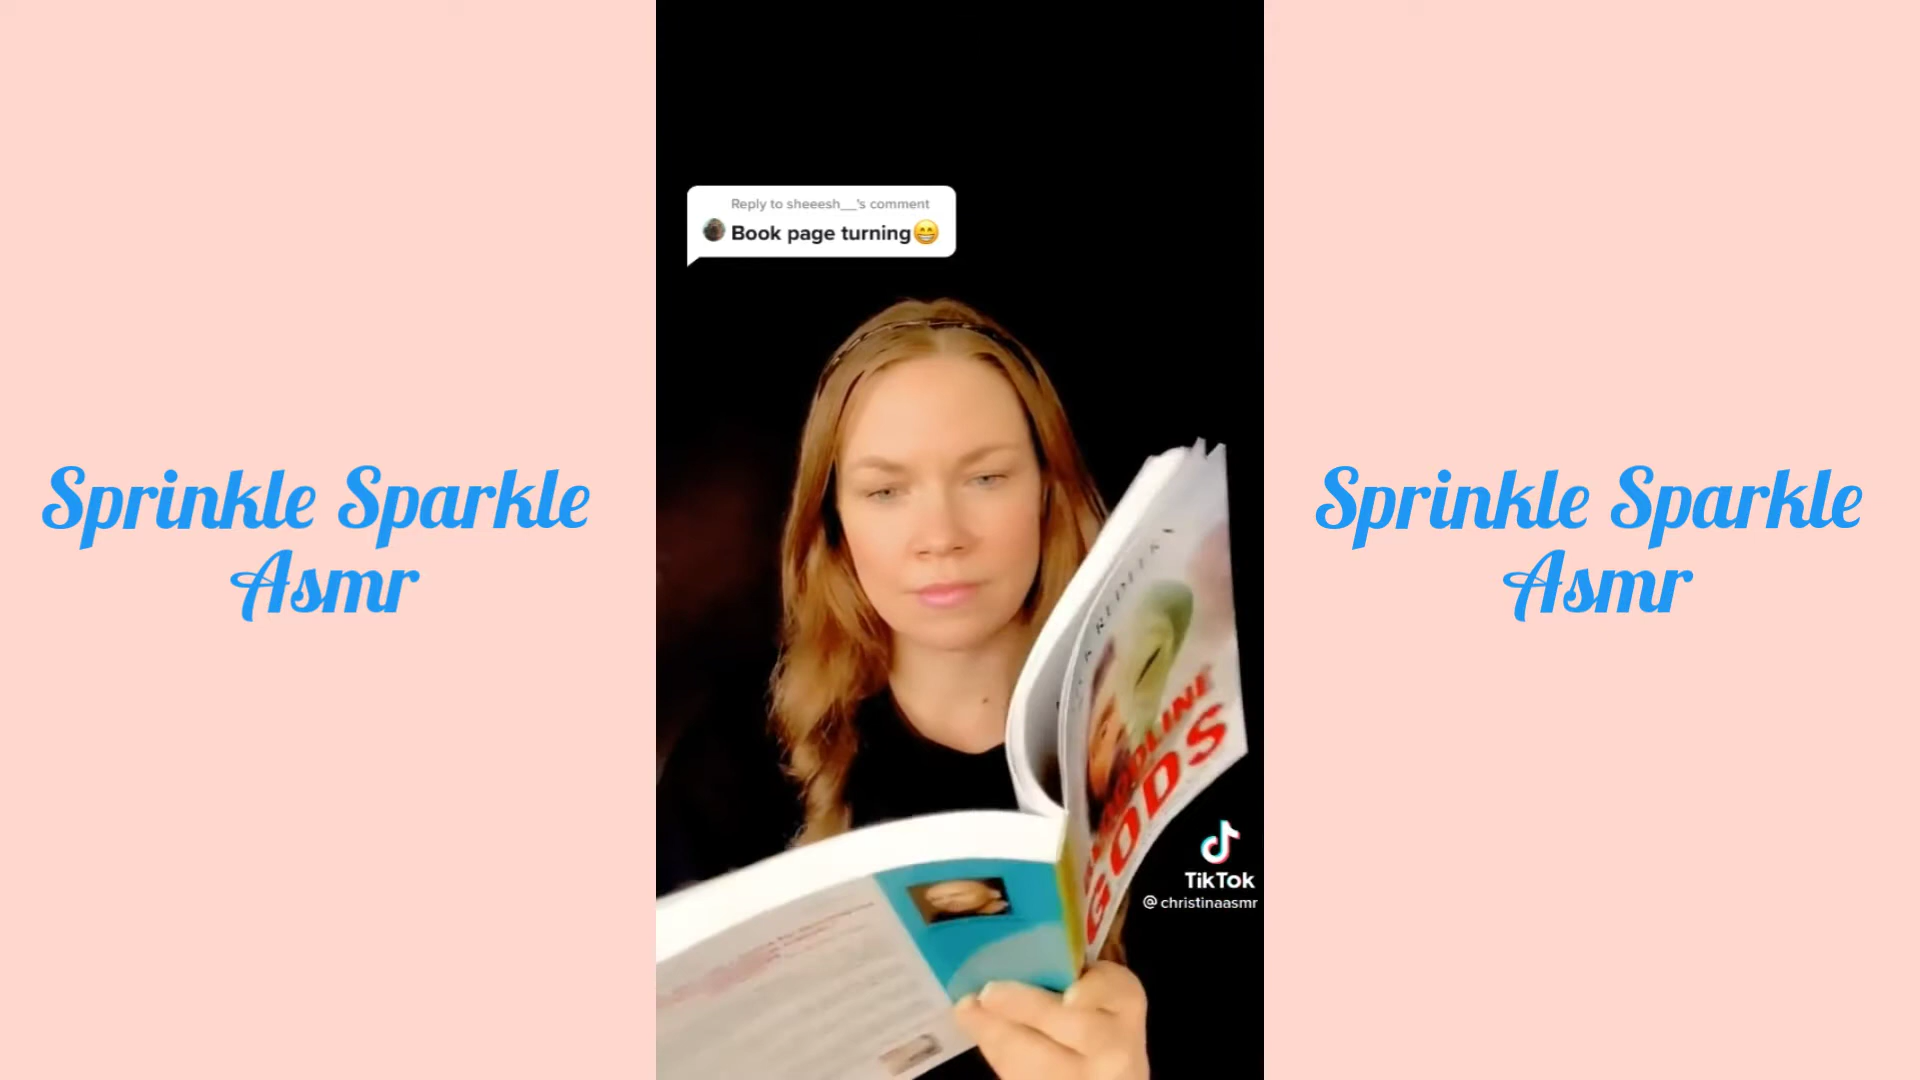 Sprinkle Sparkle
Asmr
Reply to sheeesh__'s comment
Book page turning😁
GODS
TikTok
@christinaasmr
Sprinkle Sparkle
Asmr